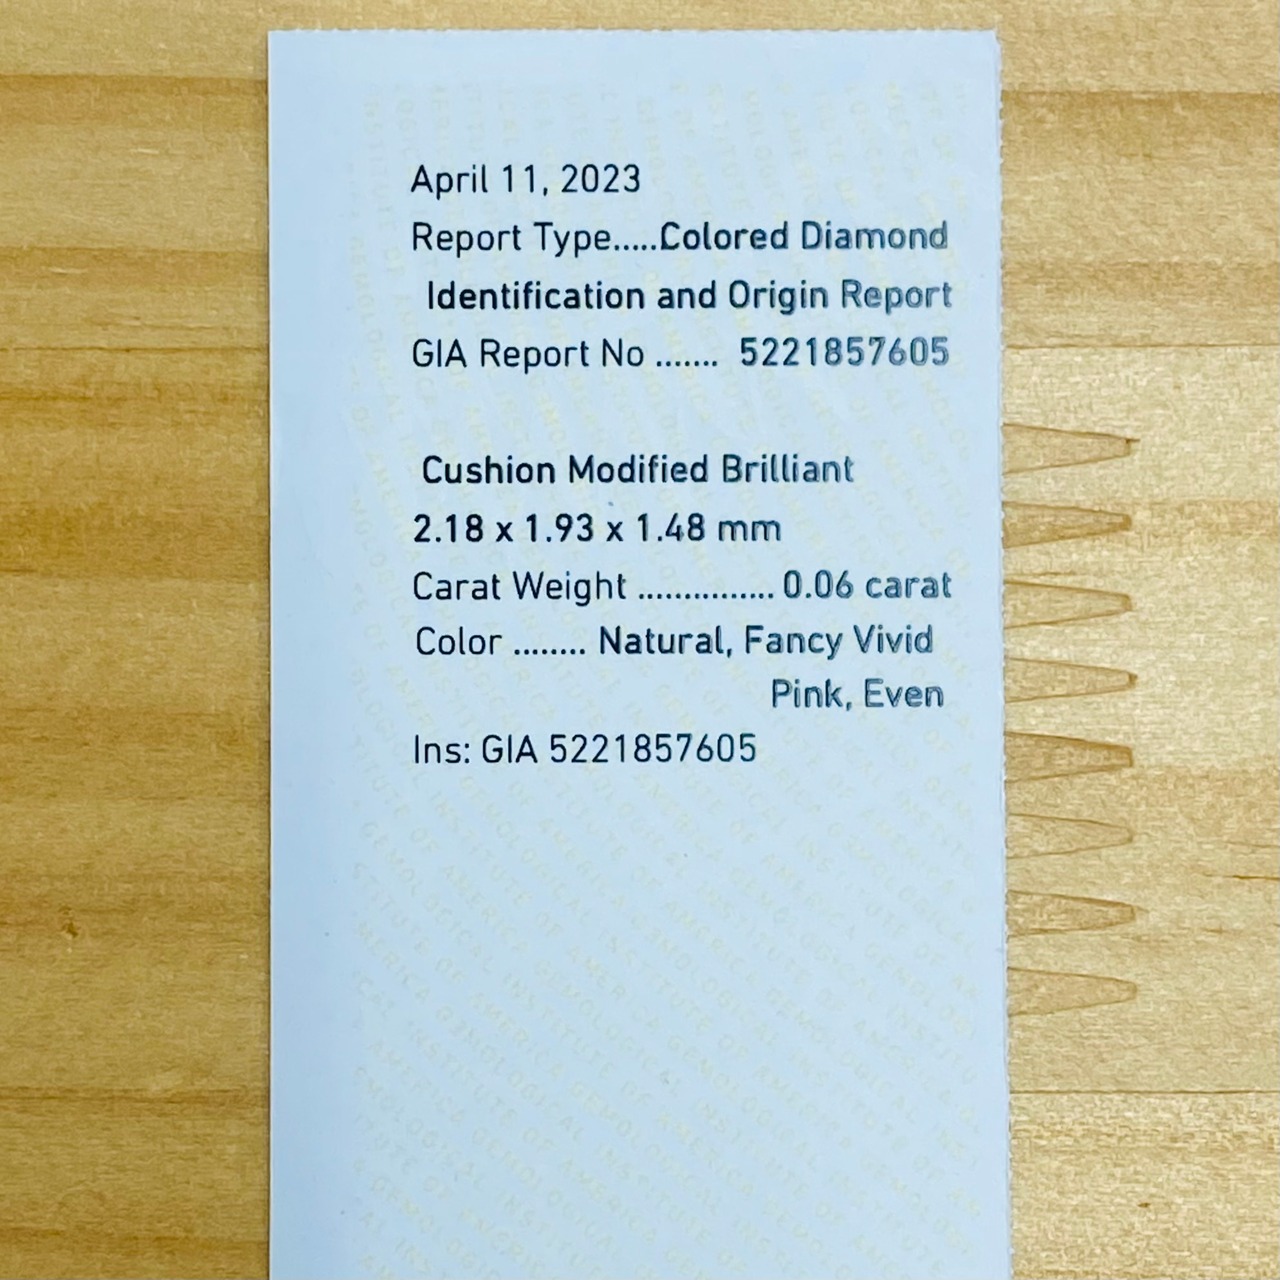 April 11, 2023
Report Type.....Colored Diamond
Identification and Origin Report
GIA Report No ....... 5221857605
Cushion Modified Brilliant
2.18 x 1.93 x 1.48 mm
Carat Weight ............... 0.06 carat
Color ........ Natural, Fancy Vivid
Pink, Even
Ins: GIA 5221857605